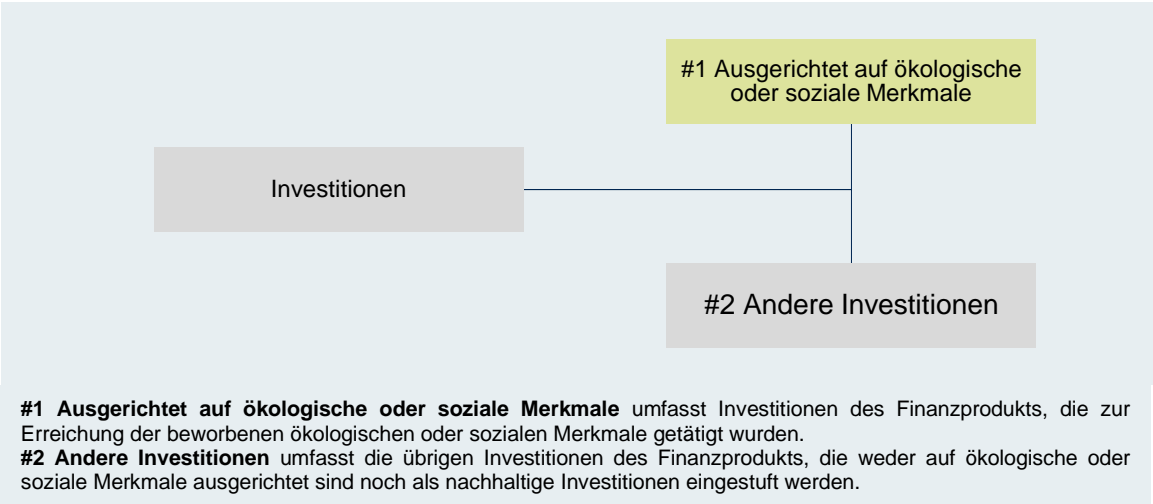 #1 Ausgerichtet auf ökologische
oder soziale Merkmale
Investitionen
#2 Andere Investitionen
#1 Ausgerichtet auf ökologische oder soziale Merkmale umfasst Investitionen des Finanzprodukts, die zur
Erreichung der beworbenen ökologischen oder sozialen Merkmale getätigt wurden.
#2 Andere Investitionen umfasst die übrigen Investitionen des Finanzprodukts, die weder auf ökologische oder
soziale Merkmale ausgerichtet sind noch als nachhaltige Investitionen eingestuft werden.